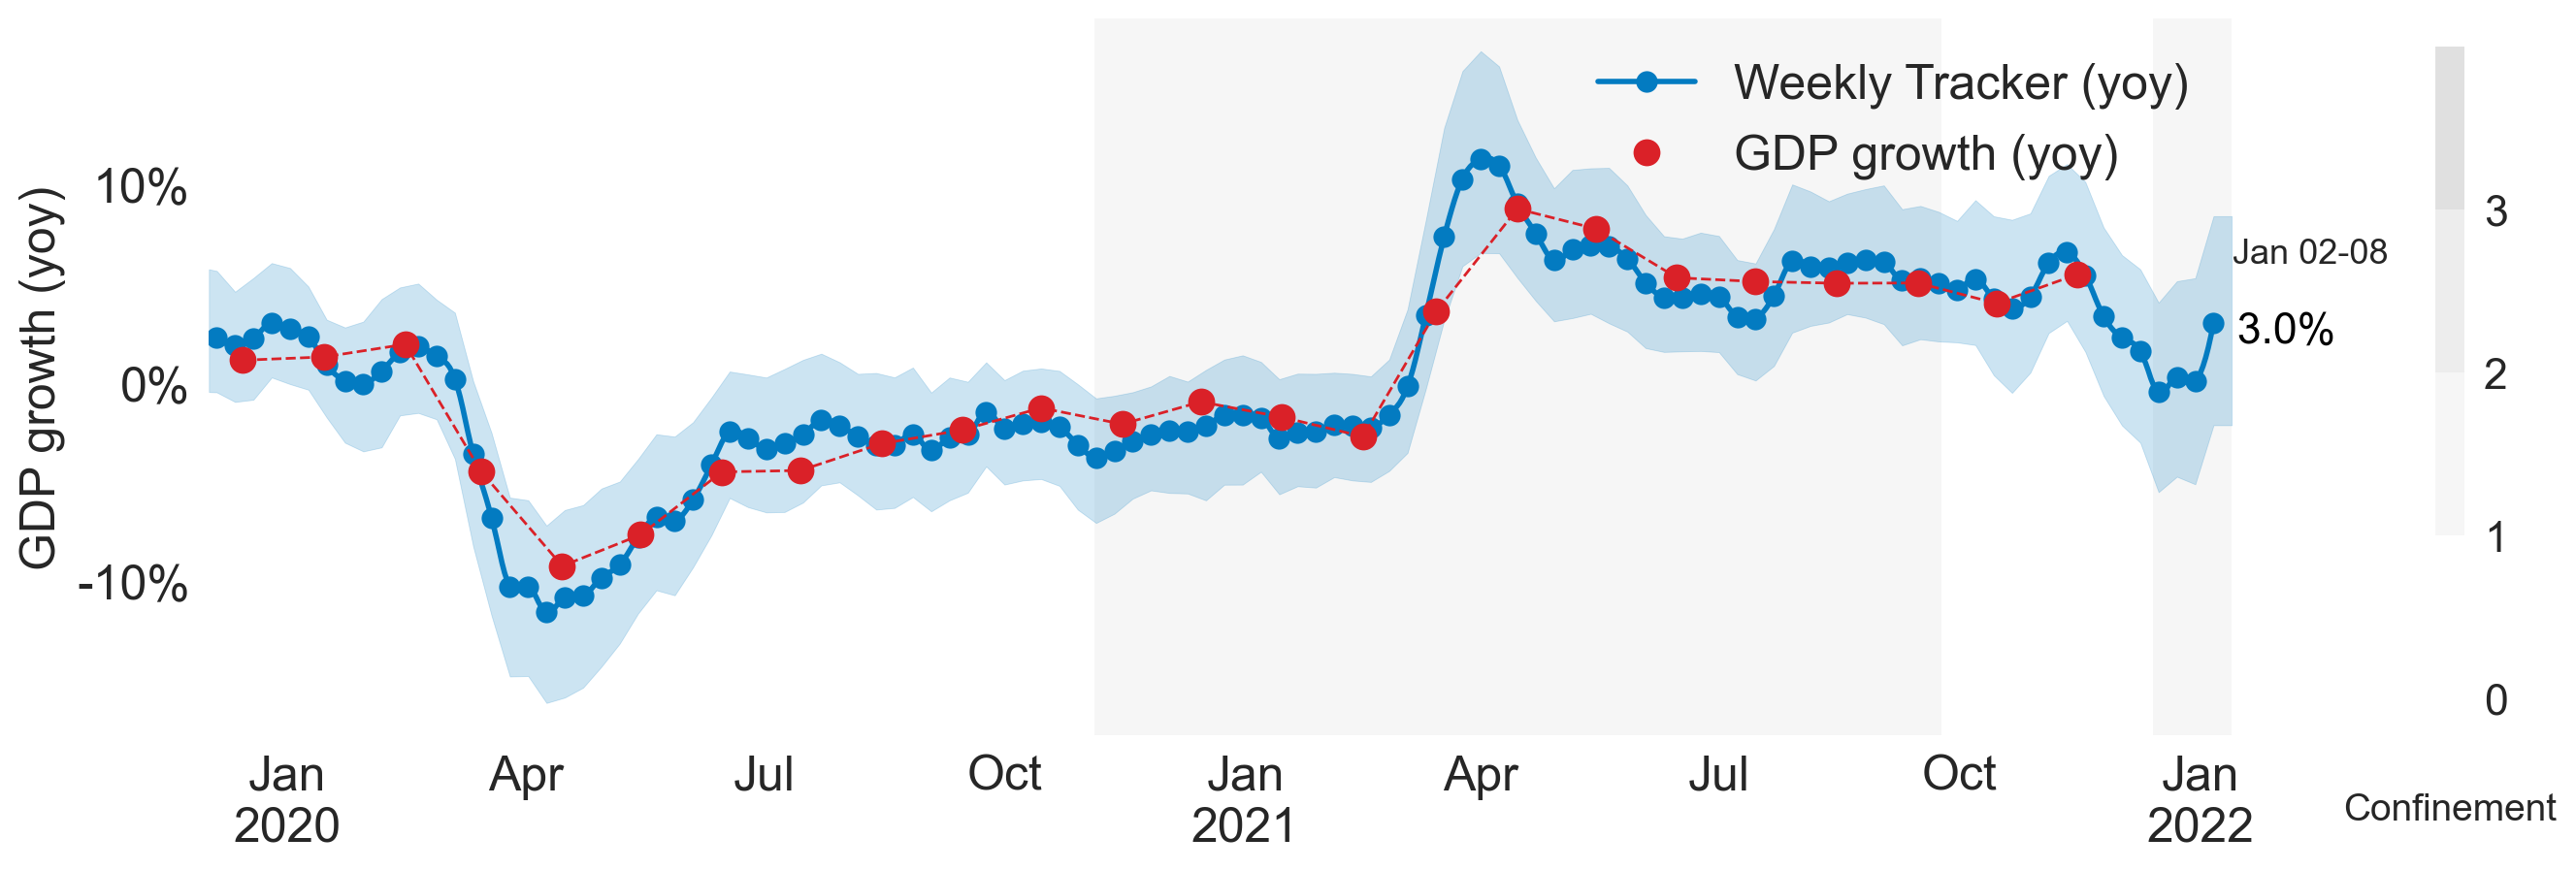 Weekly Tracker (yoy)
GDP growth (yoy)
GDP growth (yoy)
10%
0%
-10%
Jan 02-08
3.0%
3
2
1
0
Confinement
Jan
2020
Apr
Jul
Oct
Jan
2021
Apr
Jul
Oct
Jan
2022